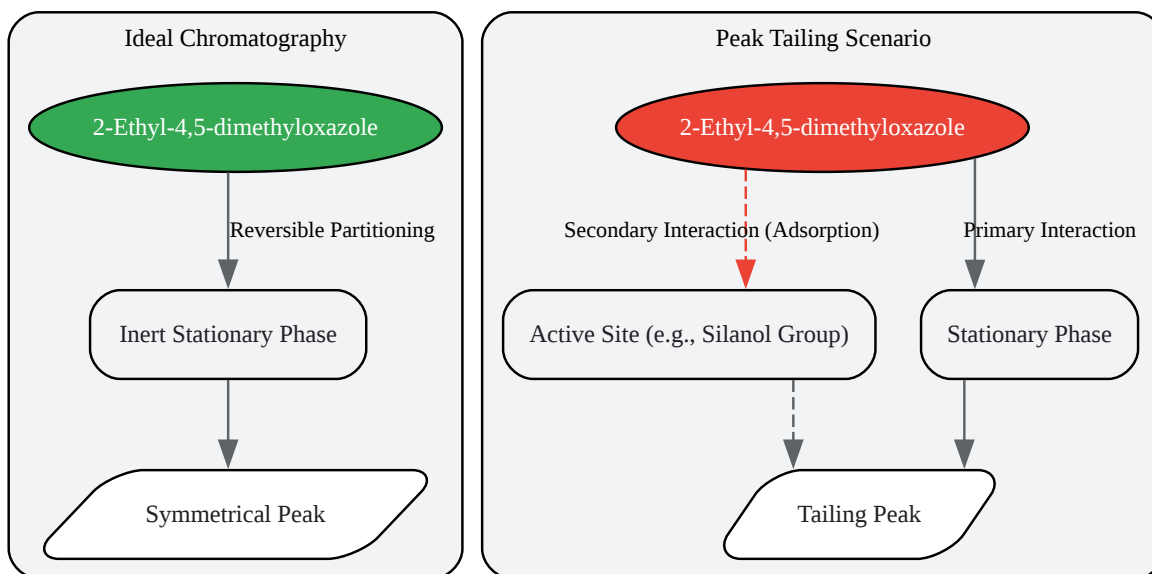 Ideal Chromatography
2-Ethyl-4,5-dimethyloxazole
Reversible Partitioning
Inert Stationary Phase
Symmetrical Peak
Peak Tailing Scenario
2-Ethyl-4,5-dimethyloxazole
Secondary Interaction (Adsorption)
Primary Interaction
Active Site (e.g., Silanol Group)
Stationary Phase
Tailing Peak